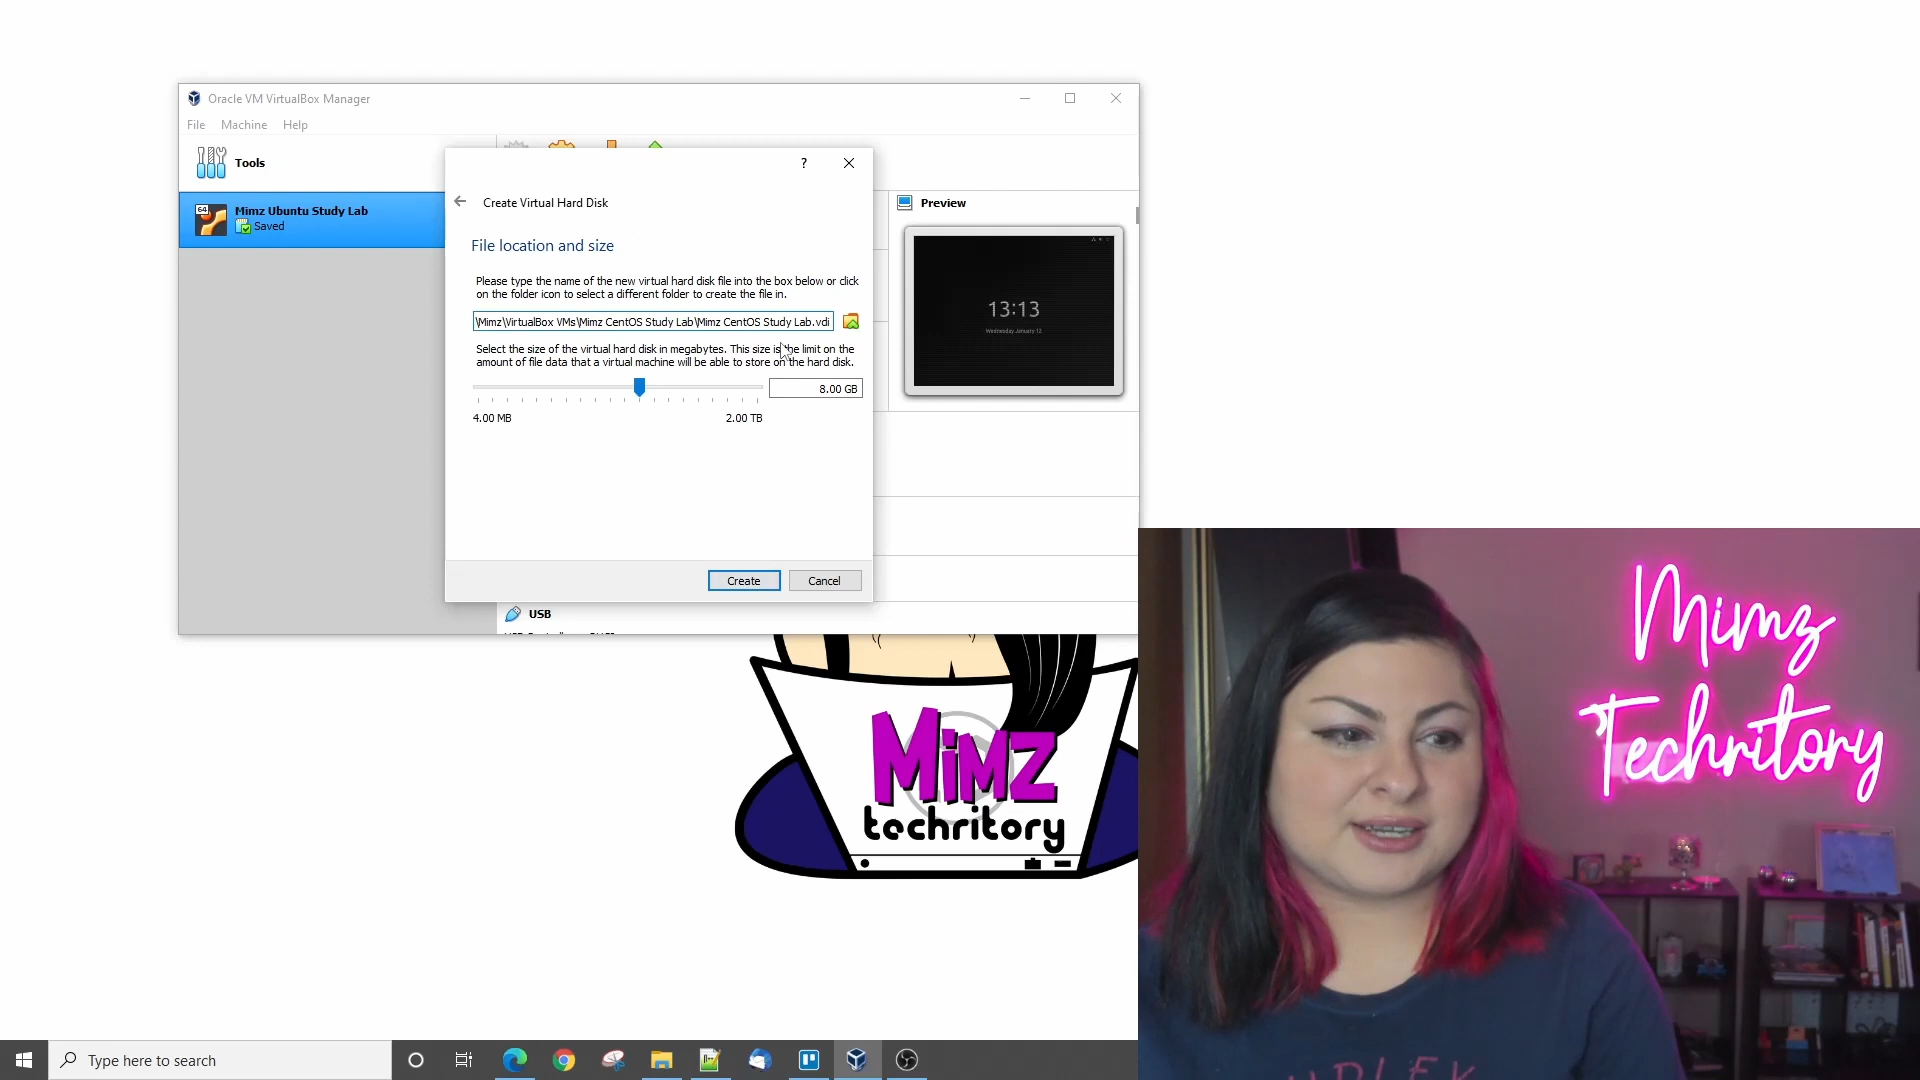 Oracle VM VirtualBox Manager
File Machine Help
Tools
64
Mimz Ubuntu Study Lab
Saved
?
Create Virtual Hard Disk
File location and size
Please type the name of the new virtual hard disk file into the box below or click
on the folder icon to select a different folder to create the file in.
\Mimz\VirtualBox VMs\Mimz CentOS Study Lab\Mimz CentOS Study Lab.vdi
Select the size of the virtual hard disk in megabytes. This size is the limit on the
amount of file data that a virtual machine will be able to store on the hard disk.
8.00 GB
4.00 MB 2.00 TB
Create Cancel
Preview
13:13
Wednesday January 12
USB
Mimz
techritory
Mimz
Techritory
Type here to search